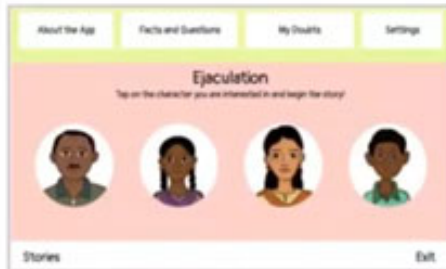 About the App
Facts and Questions
My Doubts
Settings
Ejaculation
Tap on the character you are interested in and begin the story!
Stories
Exit